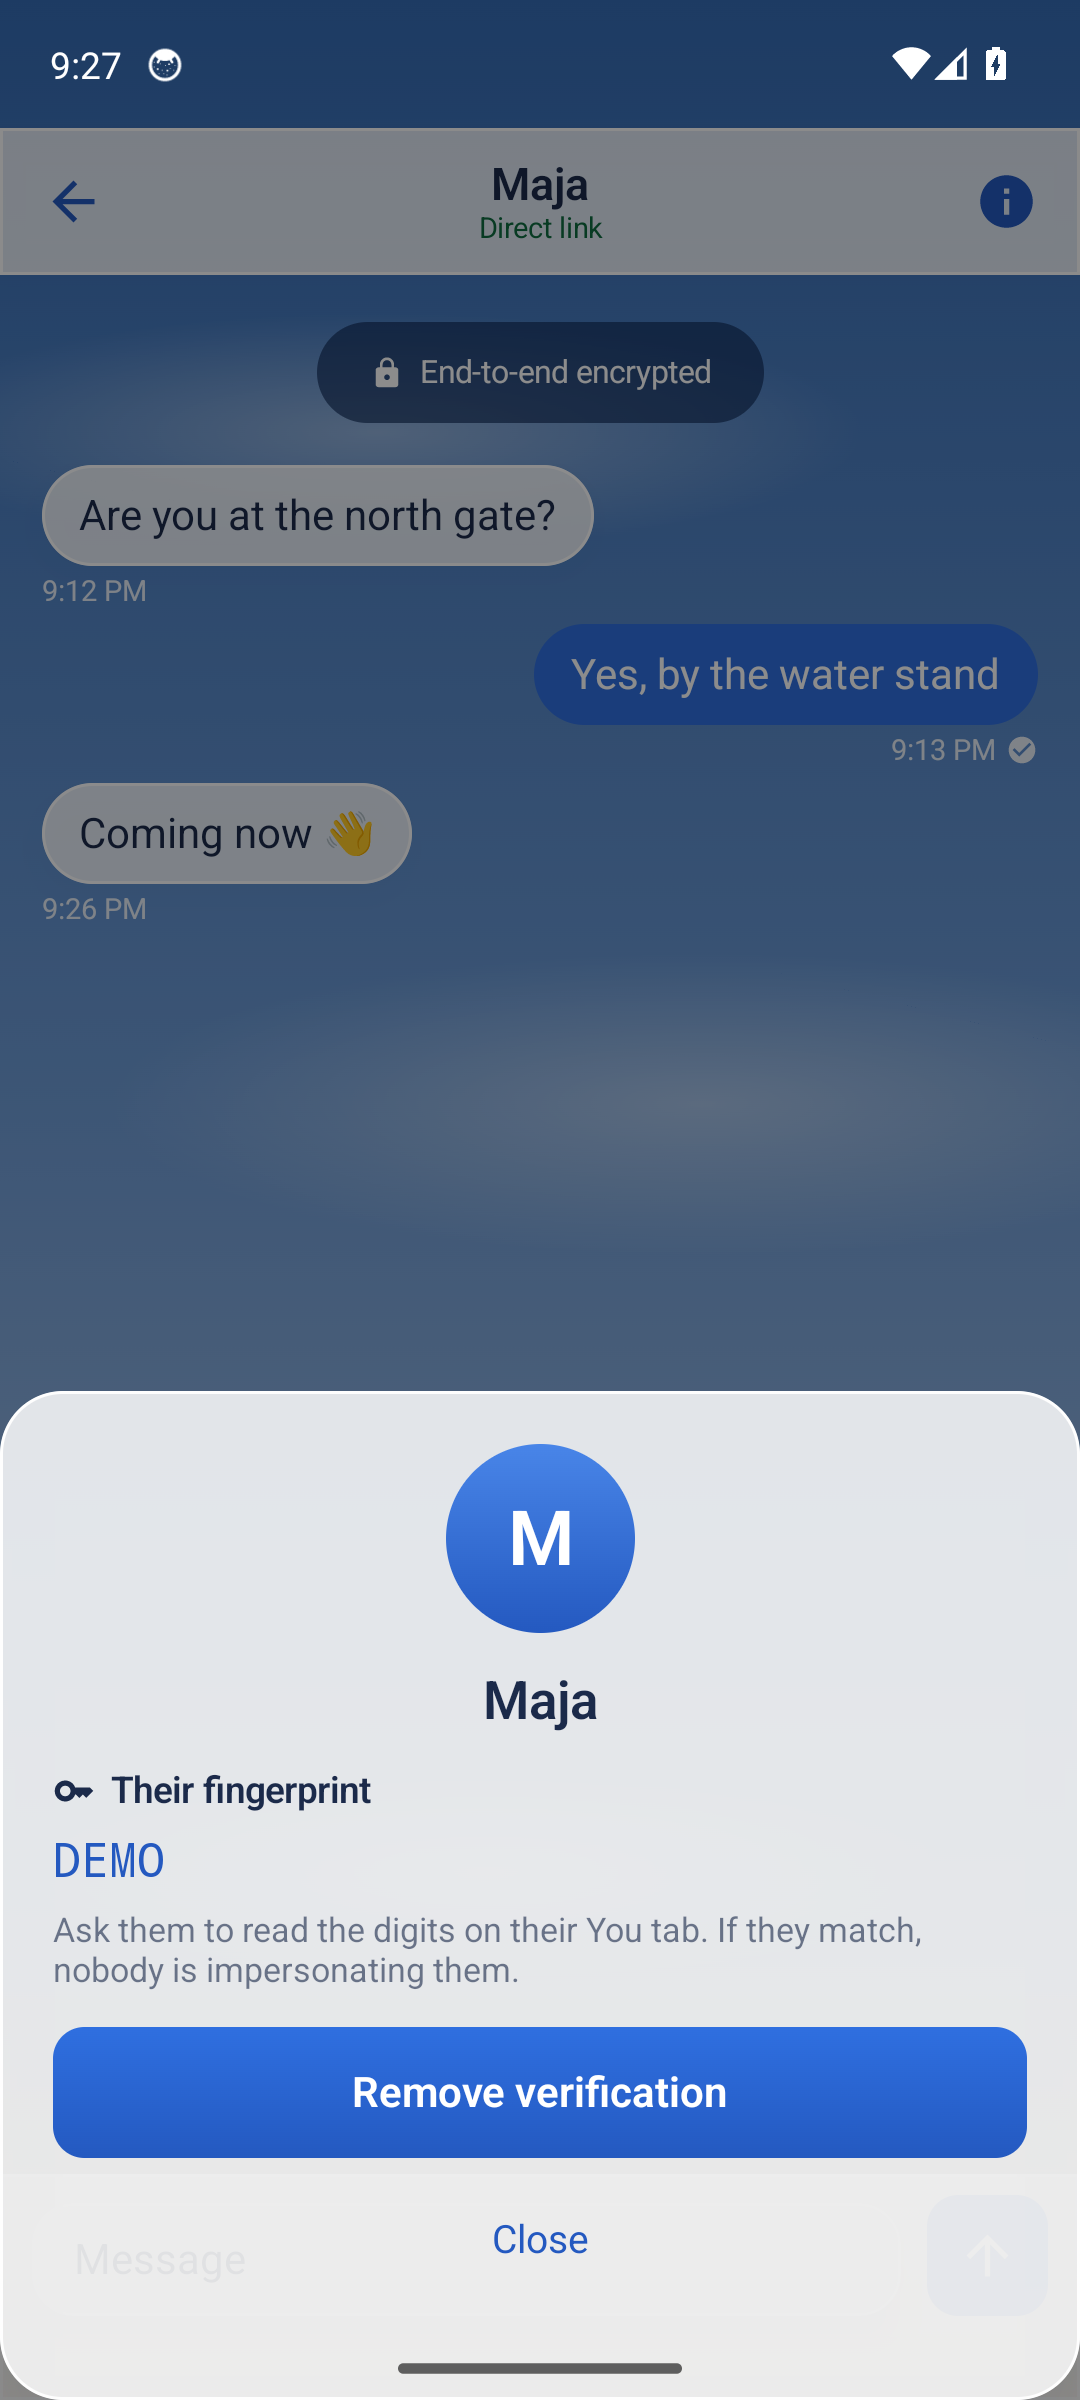 9:27
Maja
Direct link
End-to-end encrypted
Are you at the north gate?
9:12 PM
Yes, by the water stand
9:13 PM
Coming now 👋
9:26 PM
M
Maja
Their fingerprint
DEMO
Ask them to read the digits on their You tab. If they match,
nobody is impersonating them.
Remove verification
Close
Message